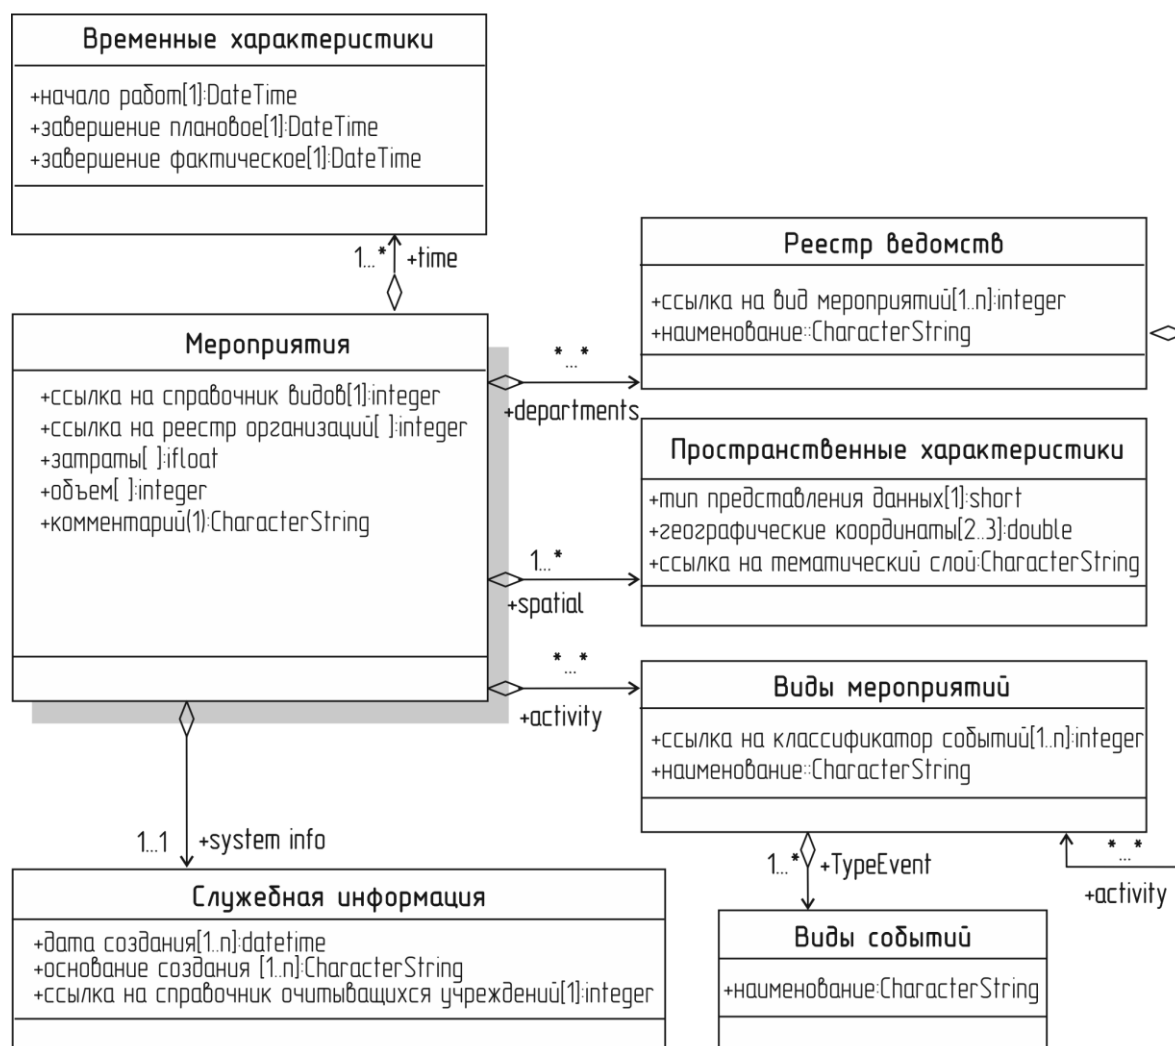 Временные характеристики
+начало работ[1]:DateTime
+завершение плановое[1]:DateTime
+завершение фактическое[1]:DateTime
1...*
+time
Мероприятия
+ссылка на справочник видов[1]:integer
+ссылка на реестр организаций[ ]:integer
+затраты[ ]:ifloat
+объем[ ]:integer
+комментарий(1):CharacterString
*...*
+departments
Реестр ведомств
+ссылка на вид мероприятий[1..n]:integer
+наименование::CharacterString
1...*
+spatial
Пространственные характеристики
+тип представления данных[1]:short
+географические координаты[2..3]:double
+ссылка на тематический слой:CharacterString
*...*
+activity
Виды мероприятий
+ссылка на классификатор событий[1..n]:integer
+наименование::CharacterString
1...1
+system info
1...*
+TypeEvent
*...*
+activity
Служебная информация
+дата создания[1..n]:datetime
+основание создания [1..n]:CharacterString
+ссылка на справочник очитыващихся учреждений[1]:integer
Виды событий
+наименование:CharacterString